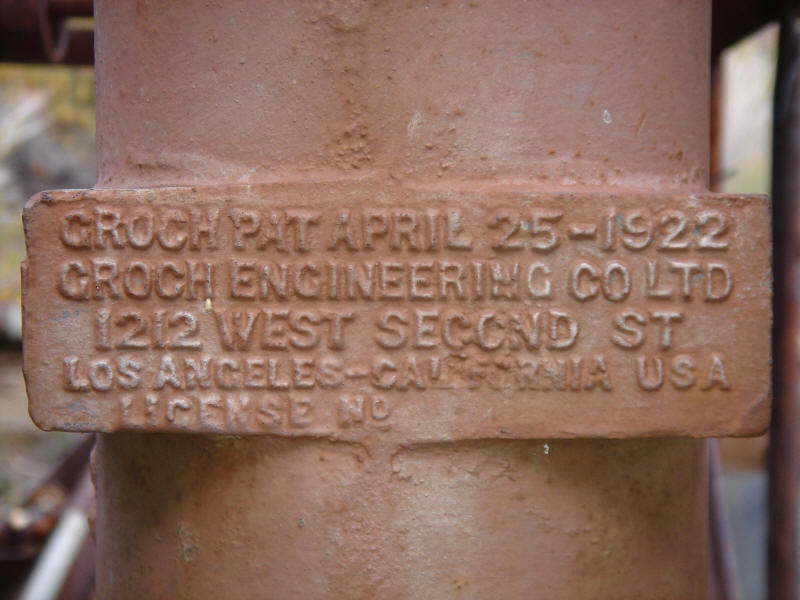 GROCH PAT APRIL 25-1922
GROCH ENGINEERING CO LTD
1212 WEST SECOND ST
LOS ANGELES-CALIFORNIA USA
LICENSE NO